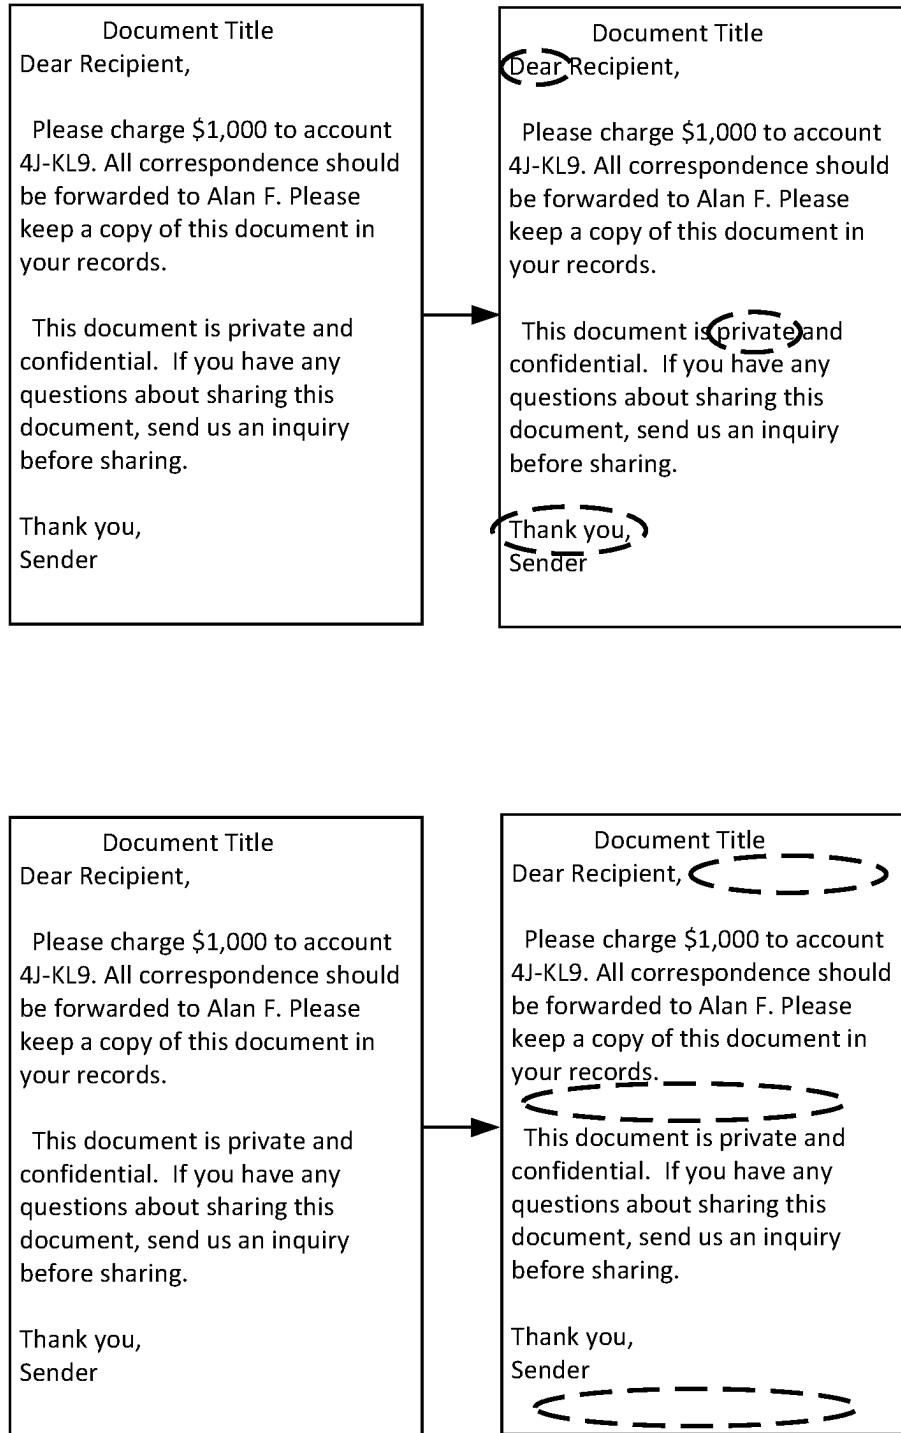 Document Title
Dear Recipient,
Please charge $1,000 to account
4J-KL9. All correspondence should
be forwarded to Alan F. Please
keep a copy of this document in
your records.
This document is private and
confidential.  If you have any
questions about sharing this
document, send us an inquiry
before sharing.
Thank you,
Sender
Document Title
Dear Recipient,
Please charge $1,000 to account
4J-KL9. All correspondence should
be forwarded to Alan F. Please
keep a copy of this document in
your records.
This document is private and
confidential.  If you have any
questions about sharing this
document, send us an inquiry
before sharing.
Thank you,
Sender
Document Title
Dear Recipient,
Please charge $1,000 to account
4J-KL9. All correspondence should
be forwarded to Alan F. Please
keep a copy of this document in
your records.
This document is private and
confidential.  If you have any
questions about sharing this
document, send us an inquiry
before sharing.
Thank you,
Sender
Document Title
Dear Recipient,
Please charge $1,000 to account
4J-KL9. All correspondence should
be forwarded to Alan F. Please
keep a copy of this document in
your records.
This document is private and
confidential.  If you have any
questions about sharing this
document, send us an inquiry
before sharing.
Thank you,
Sender